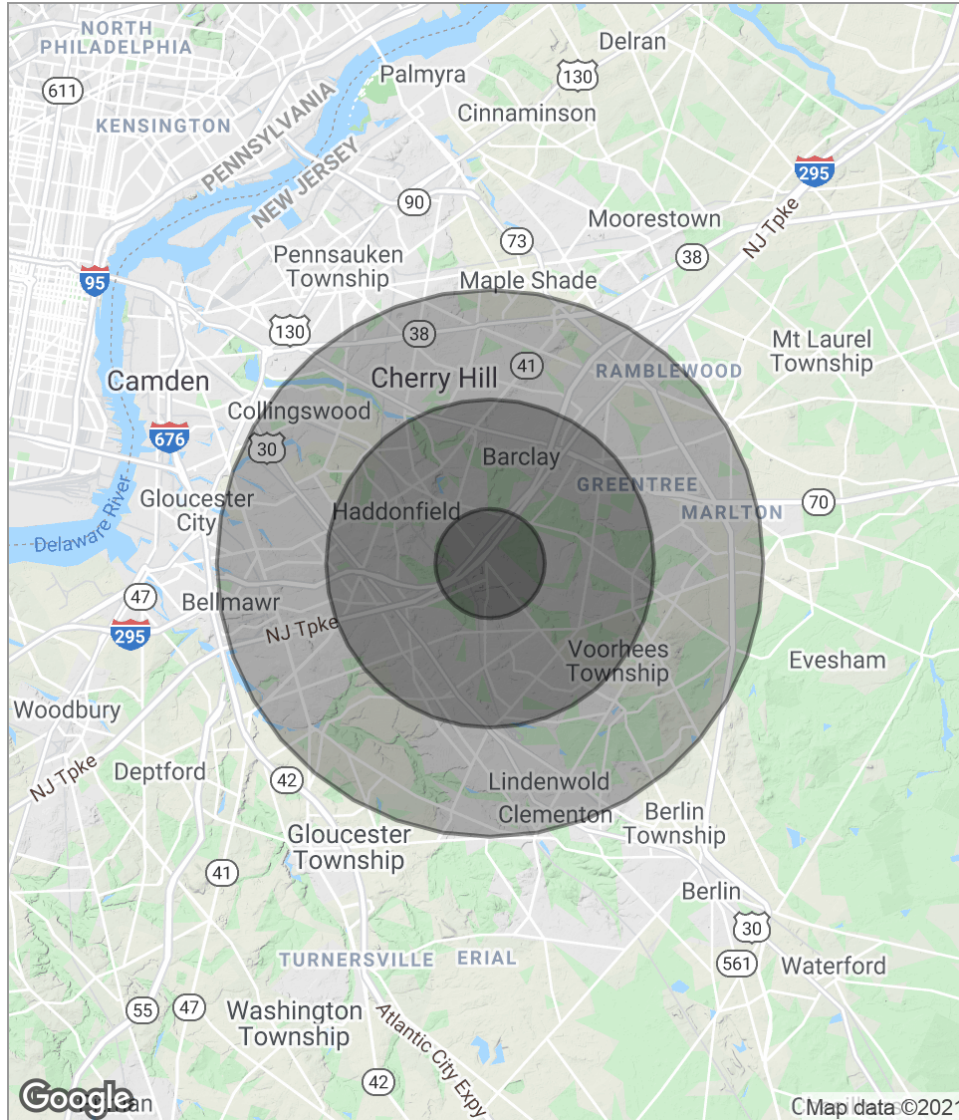 NORTH
PHILADELPHIA
Delran
Palmyra
130
611
Cinnaminson
KENSINGTON
PENNSYLVANIA
NEW JERSEY
295
90
Moorestown
NJ Tpke
73
38
Pennsauken
Township
95
Maple Shade
130
38
Mt Laurel
Township
41
RAMBLEWOOD
Cherry Hill
Camden
Collingswood
676
30
Barclay
GREENTREE
Gloucester
City
Haddonfield
MARLTON
70
Delaware River
47
Bellmawr
295
NJ Tpke
Voorhees
Township
Evesham
Woodbury
NJ Tpke
Deptford
42
Lindenwold
Clementon
Berlin
Township
Gloucester
Township
41
Berlin
30
TURNERSVILLE
ERIAL
561
Waterford
55
47
Washington
Township
Atlantic City Expy
42
Google
Map data ©2021